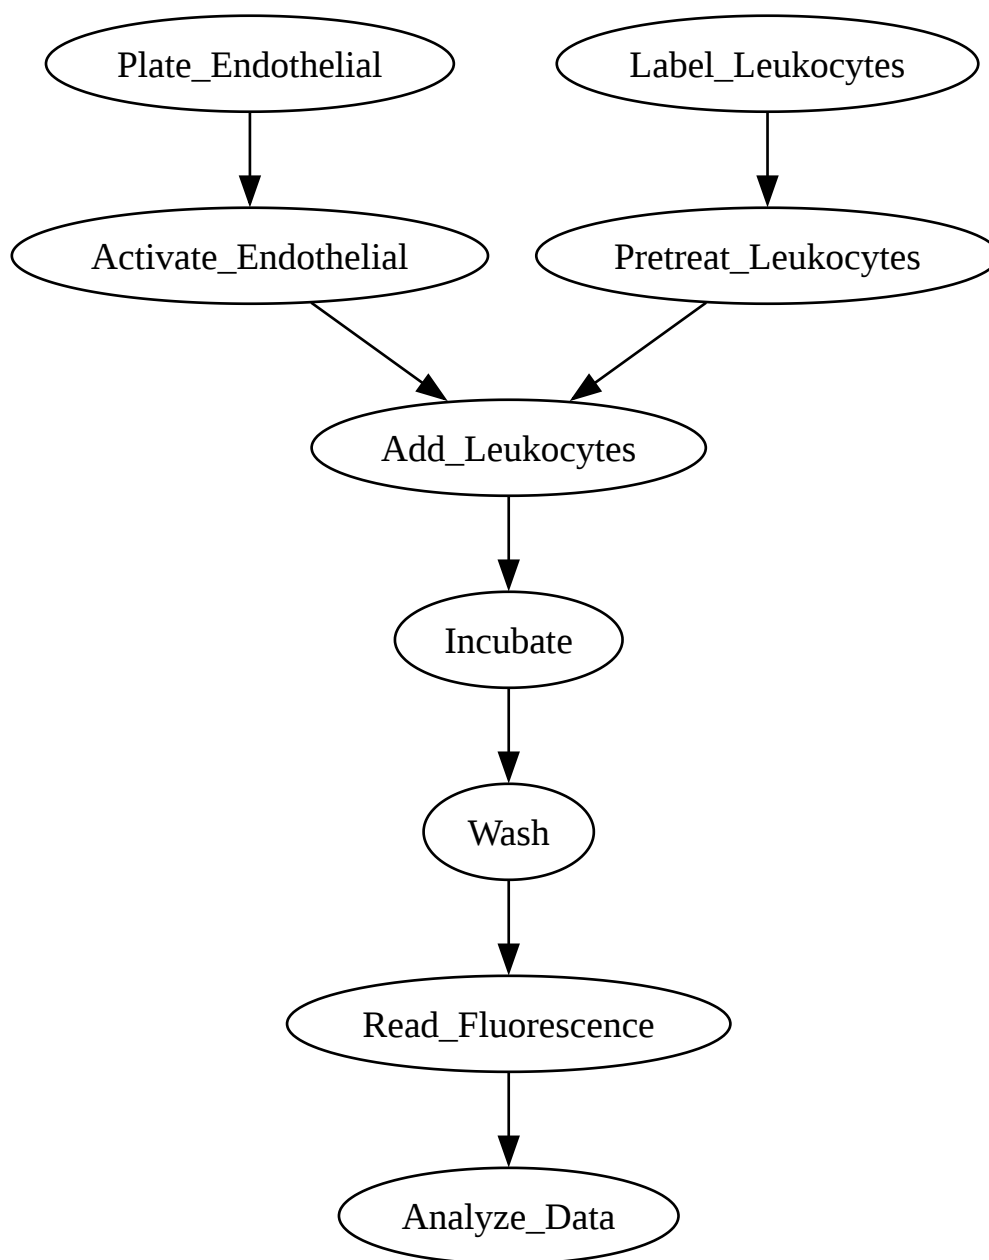 Plate_Endothelial
Label_Leukocytes
Activate_Endothelial
Pretreat_Leukocytes
Add_Leukocytes
Incubate
Wash
Read_Fluorescence
Analyze_Data